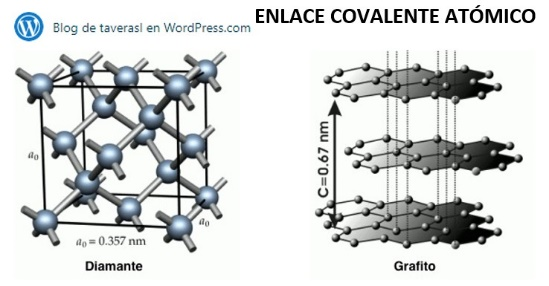 ENLACE COVALENTE ATÓMICO
Blog de taverasl en WordPress.com
a₀
a₀
a₀ = 0.357 nm
C=0.67 nm
Diamante
Grafito